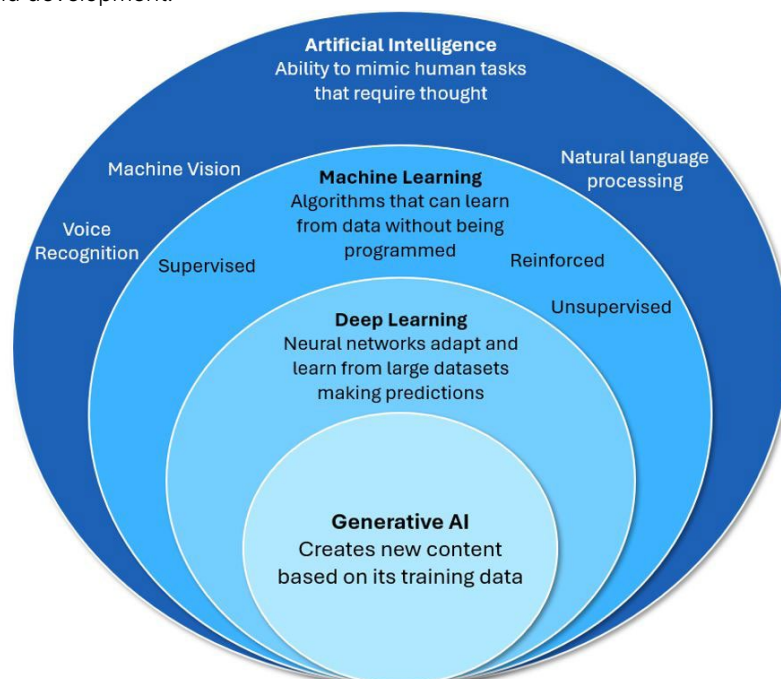 development.
Artificial Intelligence
Ability to mimic human tasks
that require thought
Machine Vision
Natural language
processing
Voice
Recognition
Machine Learning
Algorithms that can learn
from data without being
programmed
Supervised
Reinforced
Unsupervised
Deep Learning
Neural networks adapt and
learn from large datasets
making predictions
Generative AI
Creates new content
based on its training data